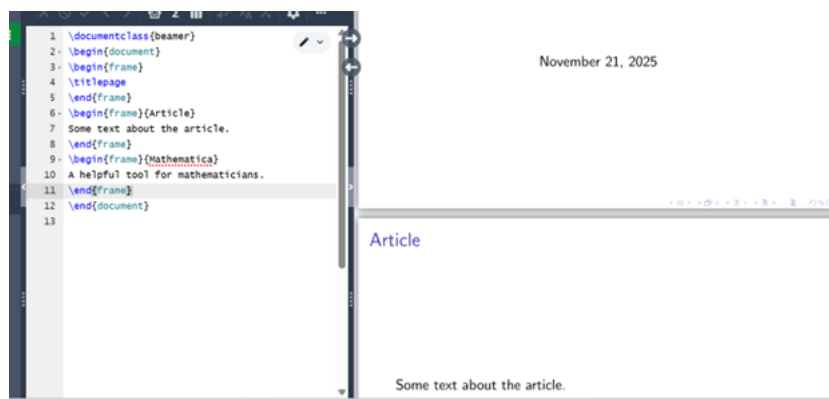 1 \documentclass{beamer}
2 \begin{document}
3 \begin{frame}
4 \titlepage
5 \end{frame}
6 \begin{frame}{Article}
7 Some text about the article.
8 \end{frame}
9 \begin{frame}{Mathematica}
10 A helpful tool for mathematicians.
11 \end{frame}
12 \end{document}
13
November 21, 2025
Article
Some text about the article.